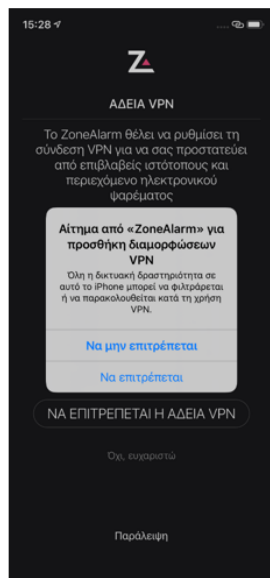 15:28
ΑΔΕΙΑ VPN
Το ZoneAlarm θέλει να ρυθμίσει τη
σύνδεση VPN για να σας προστατεύει
από επιβλαβείς ιστότοπους και
περιεχόμενο ηλεκτρονικού
ψαρέματος
Αίτημα από «ZoneAlarm» για
προσθήκη διαμορφώσεων
VPN
Όλη η δικτυακή δραστηριότητα σε
αυτό το iPhone μπορεί να φιλτράρεται
ή να παρακολουθείται κατά τη χρήση
VPN.
Να μην επιτρέπεται
Να επιτρέπεται
ΝΑ ΕΠΙΤΡΕΠΕΤΑΙ Η ΑΔΕΙΑ VPN
Όχι, ευχαριστώ
Παράλειψη